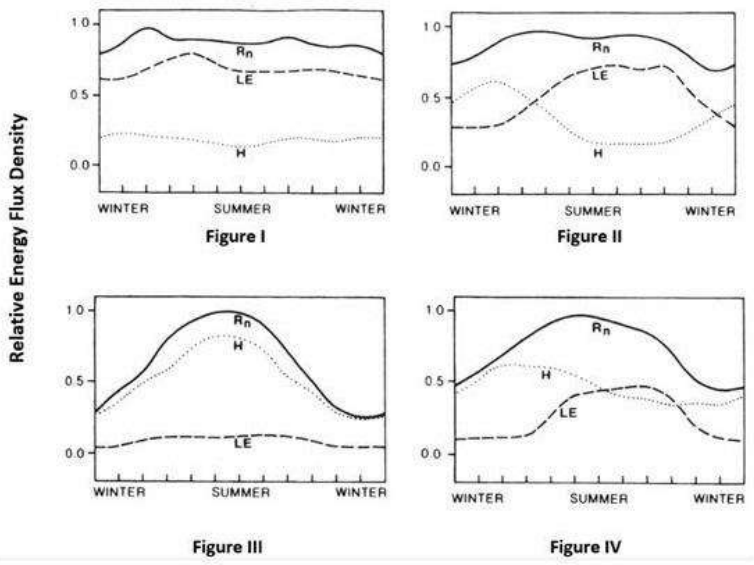 Relative Energy Flux Density
1.0
0.5
0.0
Rn
LE
H
WINTER SUMMER WINTER
Figure I
1.0
0.5
0.0
Rn
LE
H
WINTER SUMMER WINTER
Figure II
1.0
0.5
0.0
Rn
H
LE
WINTER SUMMER WINTER
Figure III
1.0
0.5
0.0
Rn
H
LE
WINTER SUMMER WINTER
Figure IV